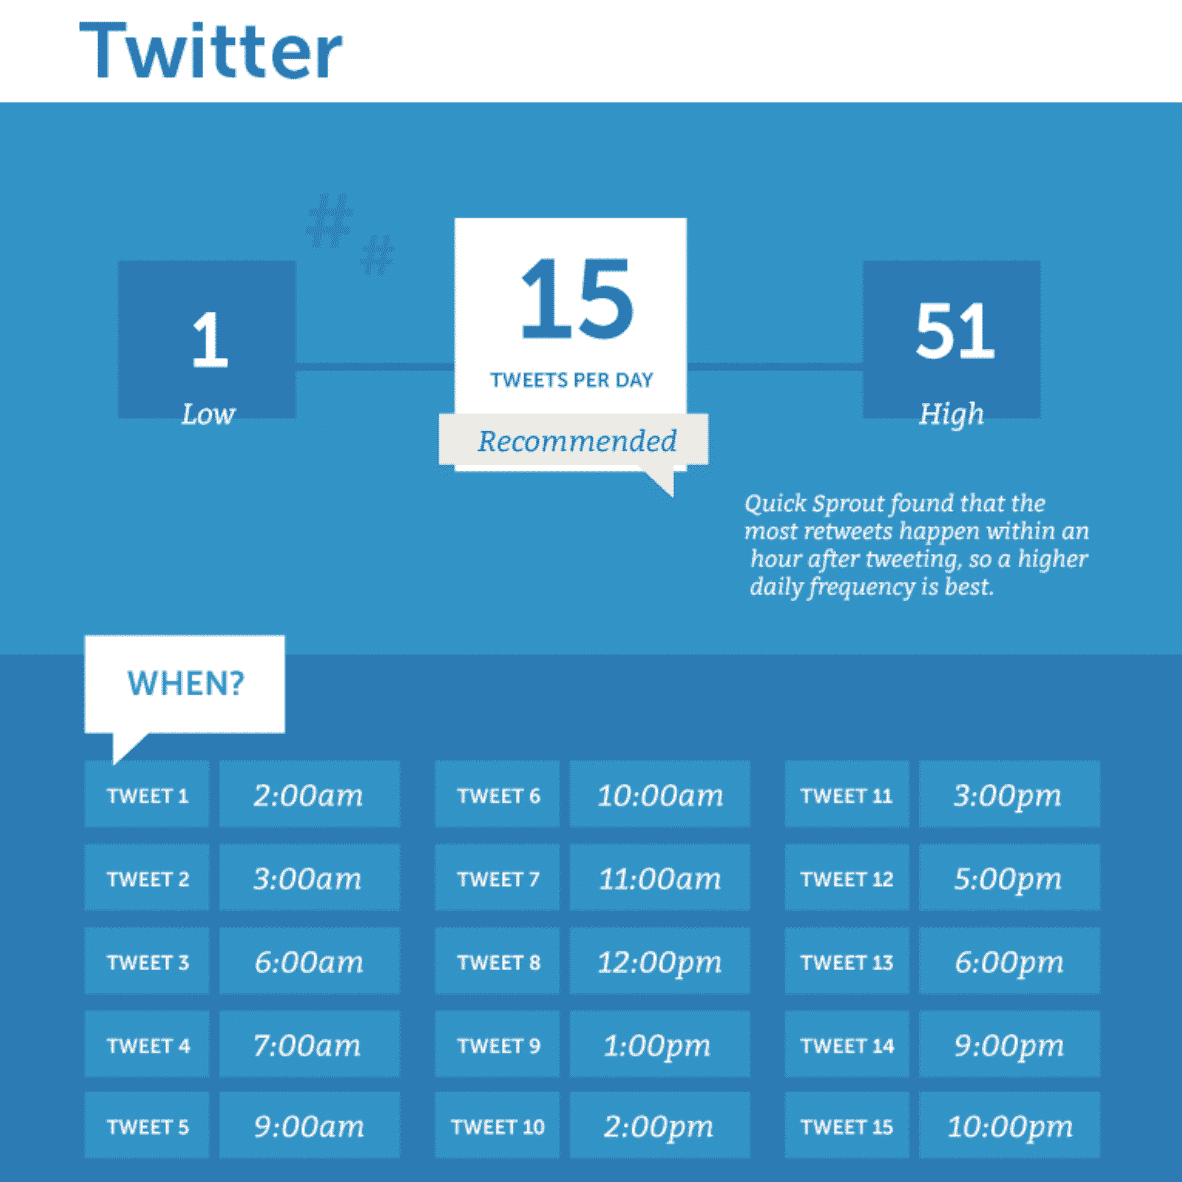 Twitter
# #
1
Low
15
TWEETS PER DAY
Recommended
51
High
Quick Sprout found that the
most retweets happen within an
hour after tweeting, so a higher
daily frequency is best.
WHEN?
TWEET 1 2:00am
TWEET 2 3:00am
TWEET 3 6:00am
TWEET 4 7:00am
TWEET 5 9:00am
TWEET 6 10:00am
TWEET 7 11:00am
TWEET 8 12:00pm
TWEET 9 1:00pm
TWEET 10 2:00pm
TWEET 11 3:00pm
TWEET 12 5:00pm
TWEET 13 6:00pm
TWEET 14 9:00pm
TWEET 15 10:00pm